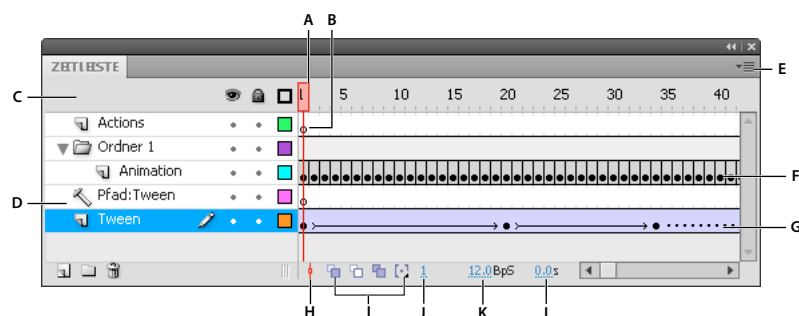 A B
ZEITLEISTE
E
C 1 5 10 15 20 25 30 35 40
Actions
Ordner 1
Animation F
D Pfad:Tween
Tween G
1 12.0 BpS 0.0 s
H I J K L